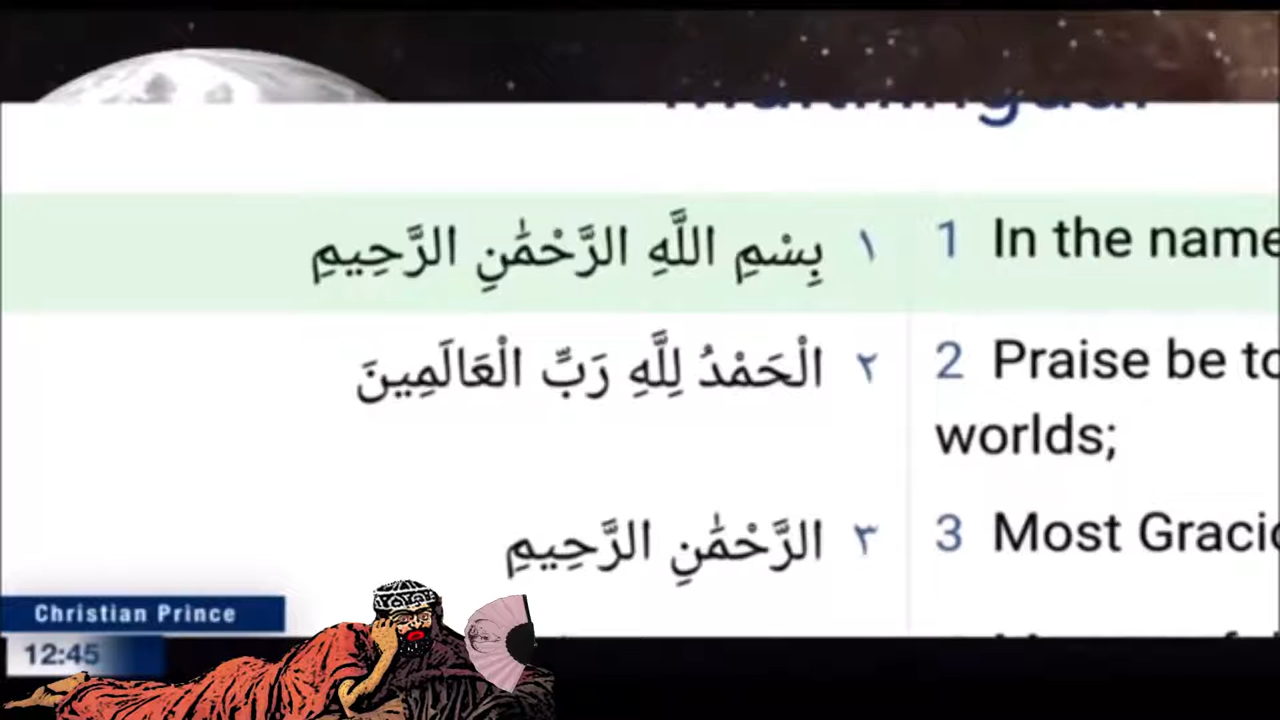 بِسْمِ اللَّهِ الرَّحْمَٰنِ الرَّحِيمِ ١
1 In the name
الْحَمْدُ لِلَّهِ رَبِّ الْعَالَمِينَ ٢
2 Praise be to
worlds;
الرَّحْمَٰنِ الرَّحِيمِ ٣
3 Most
Christian Prince
12:45